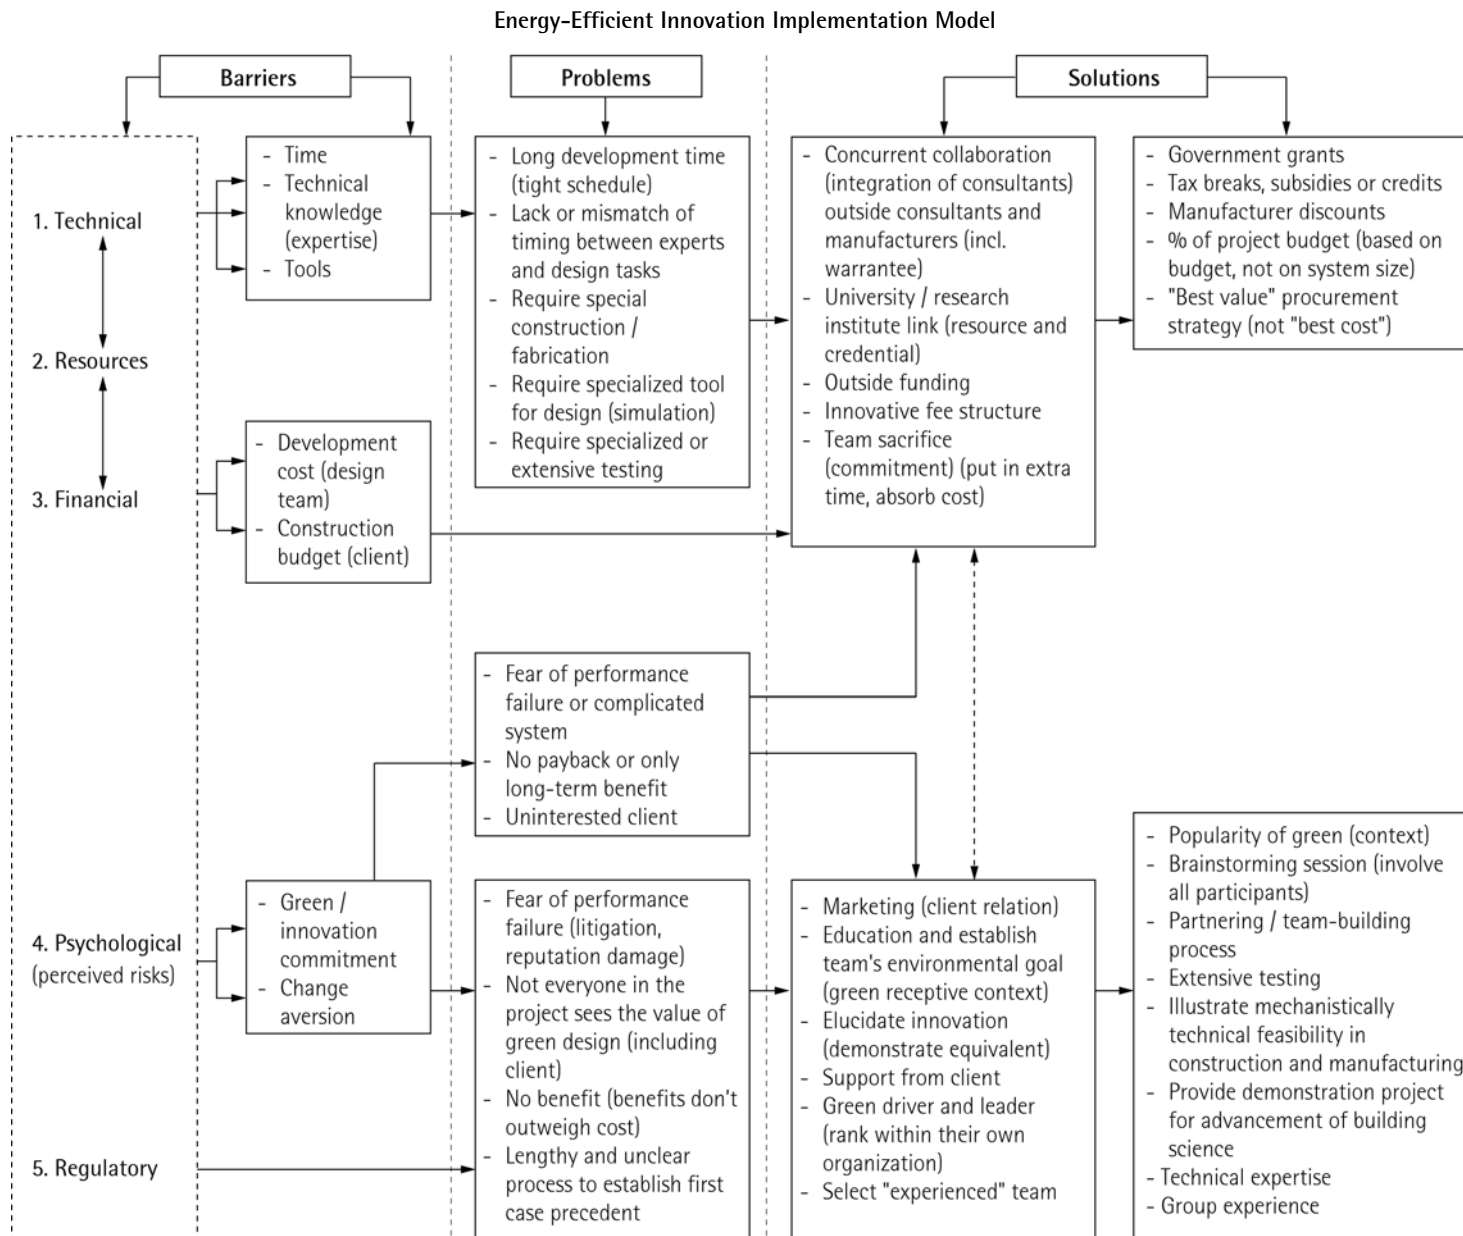 Energy-Efficient Innovation Implementation Model
Barriers
Problems
Solutions
1. Technical
2. Resources
3. Financial
4. Psychological
(perceived risks)
5. Regulatory
- Time
- Technical
knowledge
(expertise)
- Tools
- Development
cost (design
team)
- Construction
budget (client)
- Green /
innovation
commitment
- Change
aversion
- Long development time
(tight schedule)
- Lack or mismatch of
timing between experts
and design tasks
- Require special
construction /
fabrication
- Require specialized tool
for design (simulation)
- Require specialized or
extensive testing
- Fear of performance
failure or complicated
system
- No payback or only
long-term benefit
- Uninterested client
- Fear of performance
failure (litigation,
reputation damage)
- Not everyone in the
project sees the value of
green design (including
client)
- No benefit (benefits don't
outweigh cost)
- Lengthy and unclear
process to establish first
case precedent
- Concurrent collaboration
(integration of consultants)
outside consultants and
manufacturers (incl.
warrantee)
- University / research
institute link (resource and
credential)
- Outside funding
- Innovative fee structure
- Team sacrifice
(commitment) (put in extra
time, absorb cost)
- Marketing (client relation)
- Education and establish
team's environmental goal
(green receptive context)
- Elucidate innovation
(demonstrate equivalent)
- Support from client
- Green driver and leader
(rank within their own
organization)
- Select "experienced" team
- Government grants
- Tax breaks, subsidies or credits
- Manufacturer discounts
- % of project budget (based on
budget, not on system size)
- "Best value" procurement
strategy (not "best cost")
- Popularity of green (context)
- Brainstorming session (involve
all participants)
- Partnering / team-building
process
- Extensive testing
- Illustrate mechanistically
technical feasibility in
construction and manufacturing
- Provide demonstration project
for advancement of building
science
- Technical expertise
- Group experience